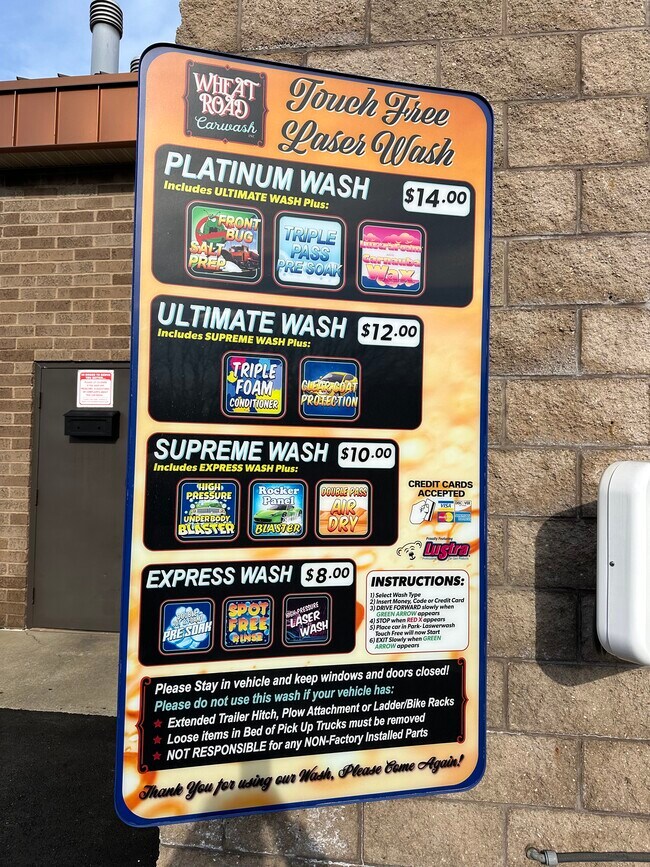 WHEAT
ROAD
Carwash
Touch Free
Laser Wash
PLATINUM WASH
$14.00
Includes ULTIMATE WASH Plus:
FRONT
BUG
SALT
PREP
TRIPLE
PASS
PRE SOAK
Wax
ULTIMATE WASH
$12.00
Includes SUPREME WASH Plus:
TRIPLE
FOAM
CONDITIONER
CLEAR COAT
PROTECTION
SUPREME WASH
$10.00
Includes EXPRESS WASH Plus:
HIGH
PRESSURE
UNDERBODY
BLASTER
Rocker
Panel
BLASTER
DOUBLE PASS
AIR
DRY
CREDIT CARDS
ACCEPTED
VISA
Proudly Featuring
Lustra
EXPRESS WASH
$8.00
PRE SOAK
SPOT
FREE
RINSE
HIGH PRESSURE
LASER
WASH
INSTRUCTIONS:
1) Select Wash Type
2) Insert Money, Code or Credit Card
3) DRIVE FORWARD slowly when
GREEN ARROW appears
4) STOP when RED X appears
5) Place car in Park- Laserwash
Touch Free will now Start
6) EXIT Slowly when GREEN
ARROW appears
Please Stay in vehicle and keep windows and doors closed!
Please do not use this wash if your vehicle has:
Extended Trailer Hitch, Plow Attachment or Ladder/Bike Racks
Loose items in Bed of Pick Up Trucks must be removed
NOT RESPONSIBLE for any NON-Factory Installed Parts
Thank You for using our Wash, Please Come Again!